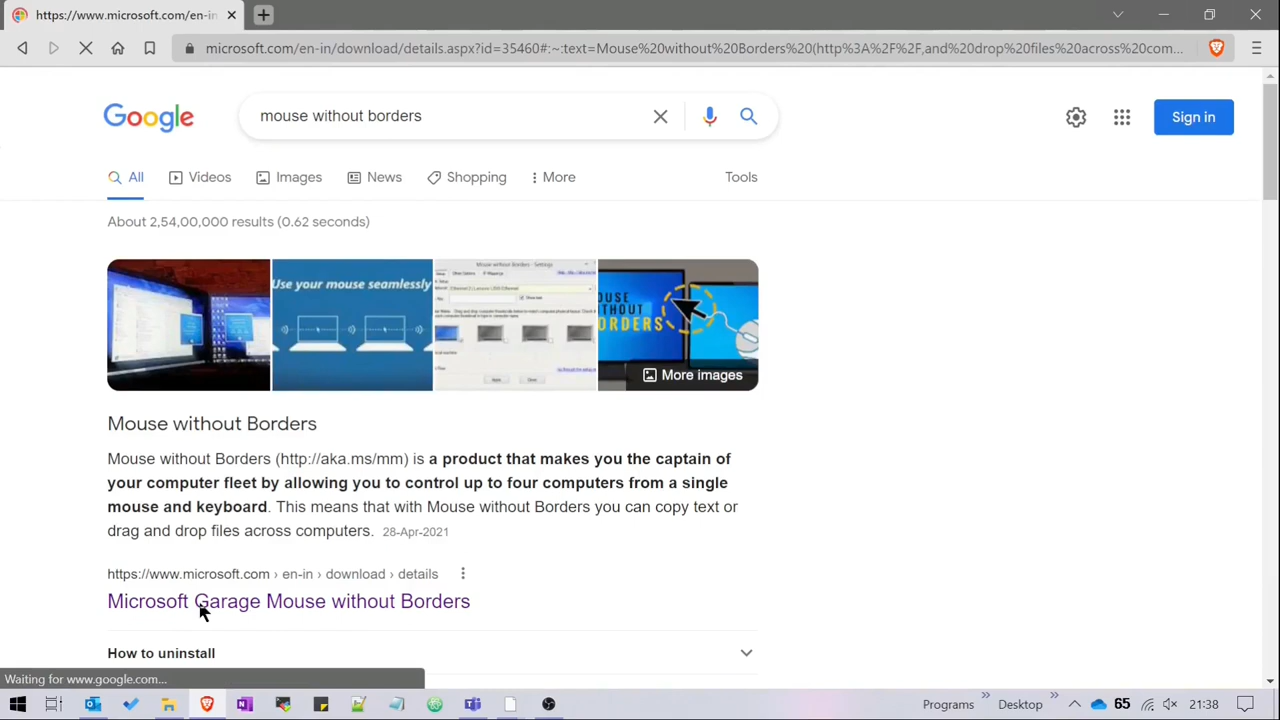 https://www.microsoft.com/en-in
microsoft.com/en-in/download/details.aspx?id=35460#:~:text=Mouse%20without%20Borders%20(http%3A%2F%2F,and%20drop%20files%20across%20com...
Google
mouse without borders
Sign in
All
Videos
Images
News
Shopping
More
Tools
About 2,54,00,000 results (0.62 seconds)
Use your mouse seamlessly
Mouse without Borders - Settings
More images
Mouse without Borders
Mouse without Borders (http://aka.ms/mm) is a product that makes you the captain of
your computer fleet by allowing you to control up to four computers from a single
mouse and keyboard. This means that with Mouse without Borders you can copy text or
drag and drop files across computers. 28-Apr-2021
https://www.microsoft.com › en-in › download › details
Microsoft Garage Mouse without Borders
How to uninstall
Waiting for www.google.com...
Programs
Desktop
65
21:38